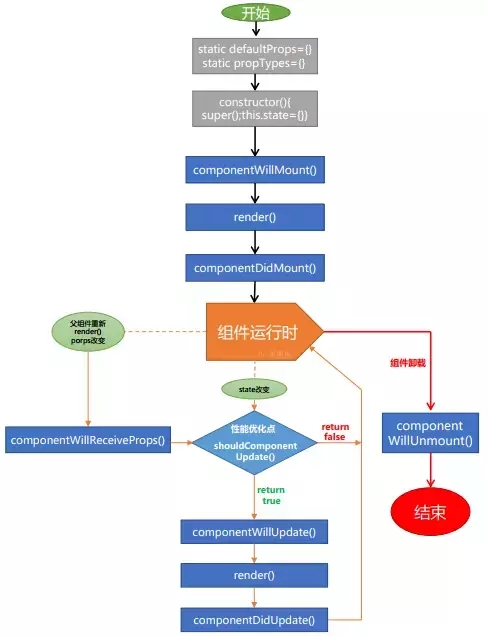 开始
static defaultProps={}
static propTypes={}
constructor(){
super();this.state={}}
componentWillMount()
render()
componentDidMount()
组件运行时
父组件重新
render()
porps改变
state改变
组件卸载
componentWillReceiveProps()
性能优化点
shouldComponent
Update()
return
false
component
WillUnmount()
return
true
结束
componentWillUpdate()
render()
componentDidUpdate()